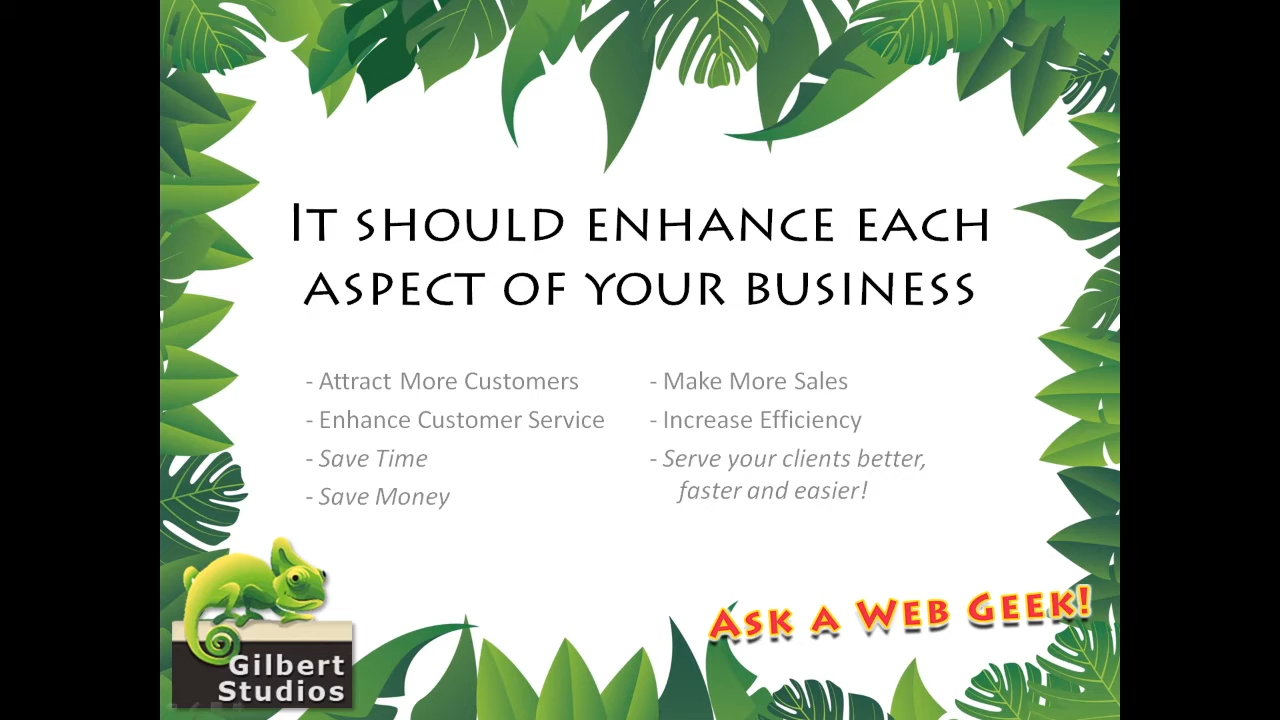 It should enhance each
aspect of your business
- Attract More Customers
- Enhance Customer Service
- Save Time
- Save Money
- Make More Sales
- Increase Efficiency
- Serve your clients better,
faster and easier!
Ask a Web Geek!
Gilbert
Studios